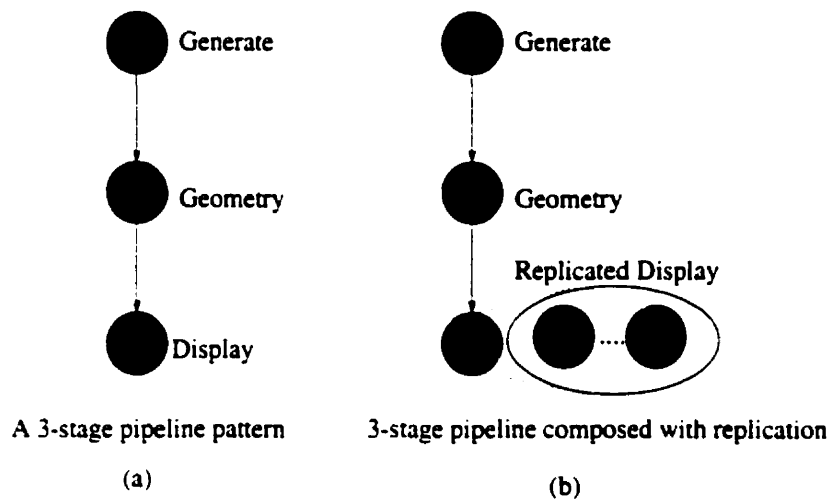 Generate
Geometry
Display
A 3-stage pipeline pattern
(a)
Generate
Geometry
Replicated Display
....
3-stage pipeline composed with replication
(b)